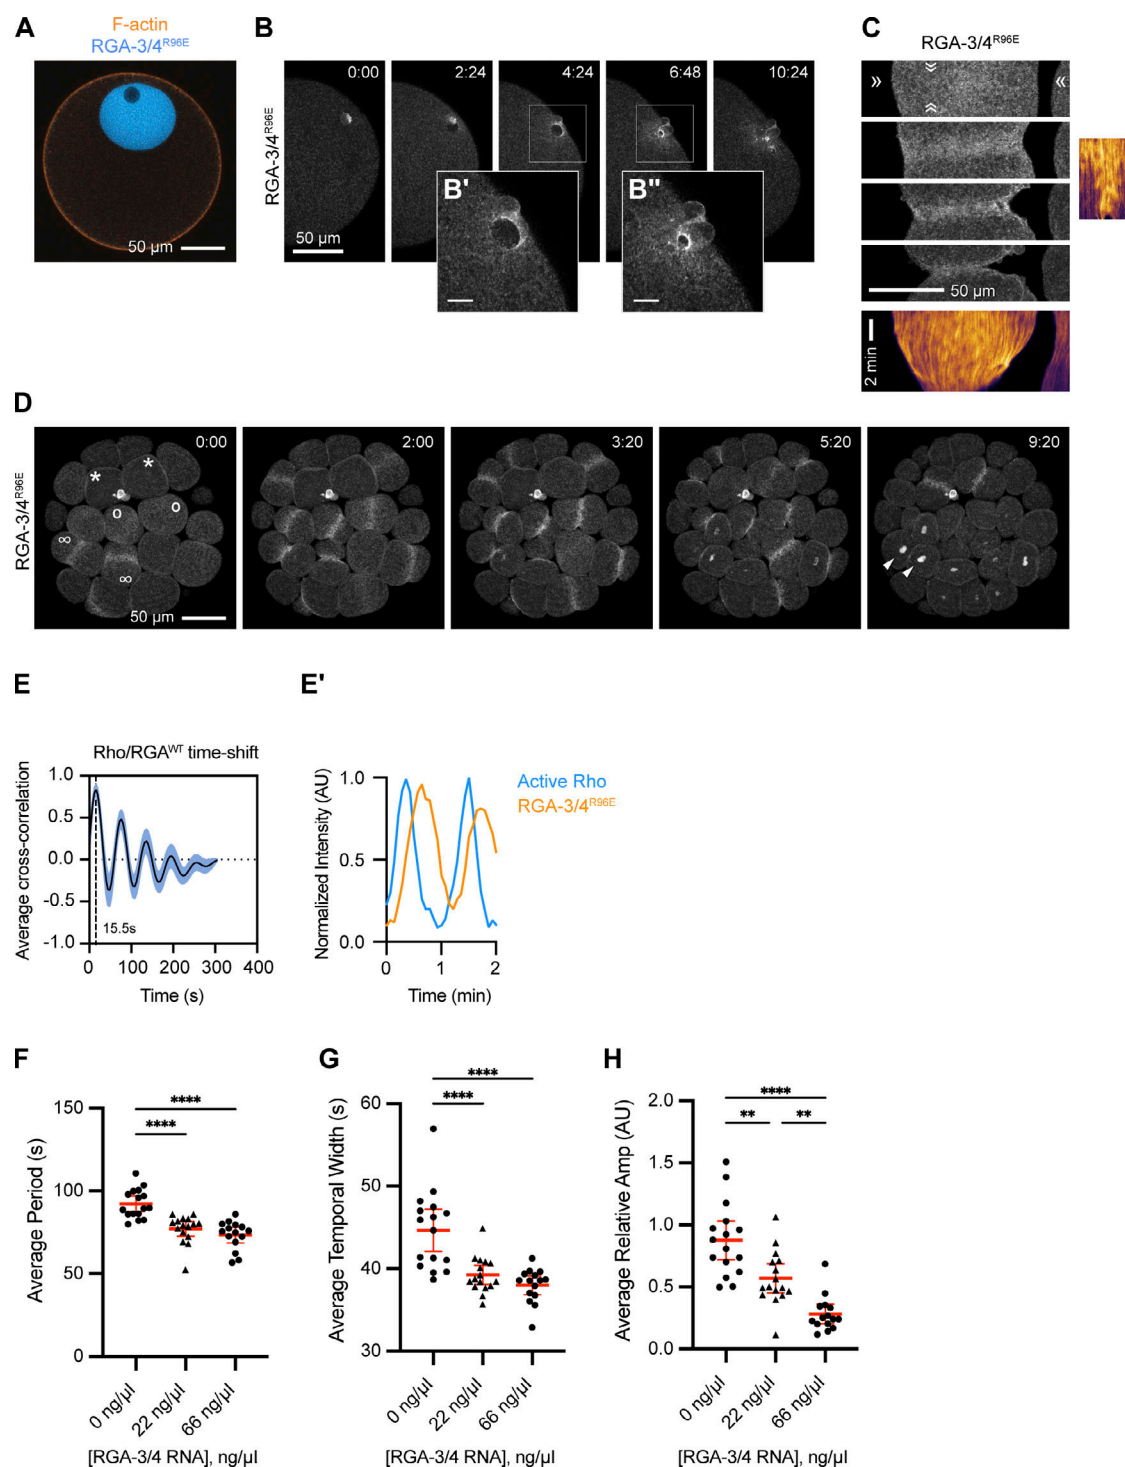 A
F-actin
RGA-3/4R96E
50 µm
B
RGA-3/4R96E
0:00
2:24
4:24
6:48
10:24
50 µm
B'
B"
C
RGA-3/4R96E
»
«
50 µm
2 min
D
RGA-3/4R96E
0:00
2:00
3:20
5:20
9:20
* *
o o
∞
∞
50 µm
E
Rho/RGAWT time-shift
Average cross-correlation
1.0
0.5
0.0
-0.5
-1.0
15.5s
0 100 200 300 400
Time (s)
E'
Normalized Intensity (AU)
1.0
0.5
0.0
0 1 2
Time (min)
Active Rho
RGA-3/4R96E
F
Average Period (s)
150
100
50
0
****
****
0 ng/µl
22 ng/µl
66 ng/µl
[RGA-3/4 RNA], ng/µl
G
Average Temporal Width (s)
60
50
40
30
****
****
0 ng/µl
22 ng/µl
66 ng/µl
[RGA-3/4 RNA], ng/µl
H
Average Relative Amp (AU)
2.0
1.5
1.0
0.5
0.0
****
** **
0 ng/µl
22 ng/µl
66 ng/µl
[RGA-3/4 RNA], ng/µl